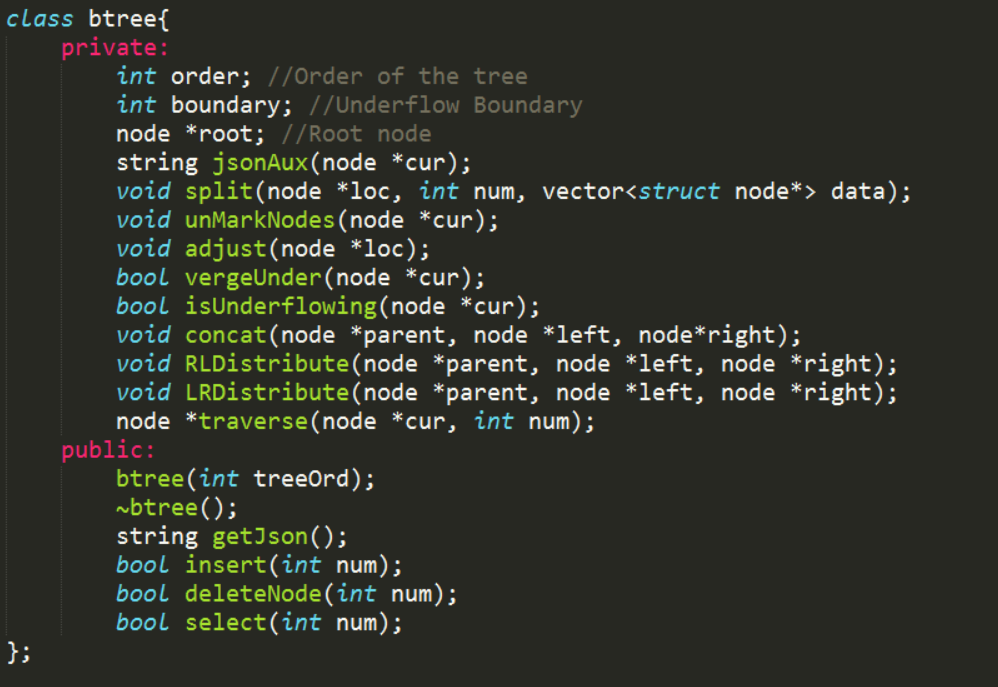 class btree{
    private:
        int order; //Order of the tree
        int boundary; //Underflow Boundary
        node *root; //Root node
        string jsonAux(node *cur);
        void split(node *loc, int num, vector<struct node*> data);
        void unMarkNodes(node *cur);
        void adjust(node *loc);
        bool vergeUnder(node *cur);
        bool isUnderflowing(node *cur);
        void concat(node *parent, node *left, node*right);
        void RLDistribute(node *parent, node *left, node *right);
        void LRDistribute(node *parent, node *left, node *right);
        node *traverse(node *cur, int num);
    public:
        btree(int treeOrd);
        ~btree();
        string getJson();
        bool insert(int num);
        bool deleteNode(int num);
        bool select(int num);
};